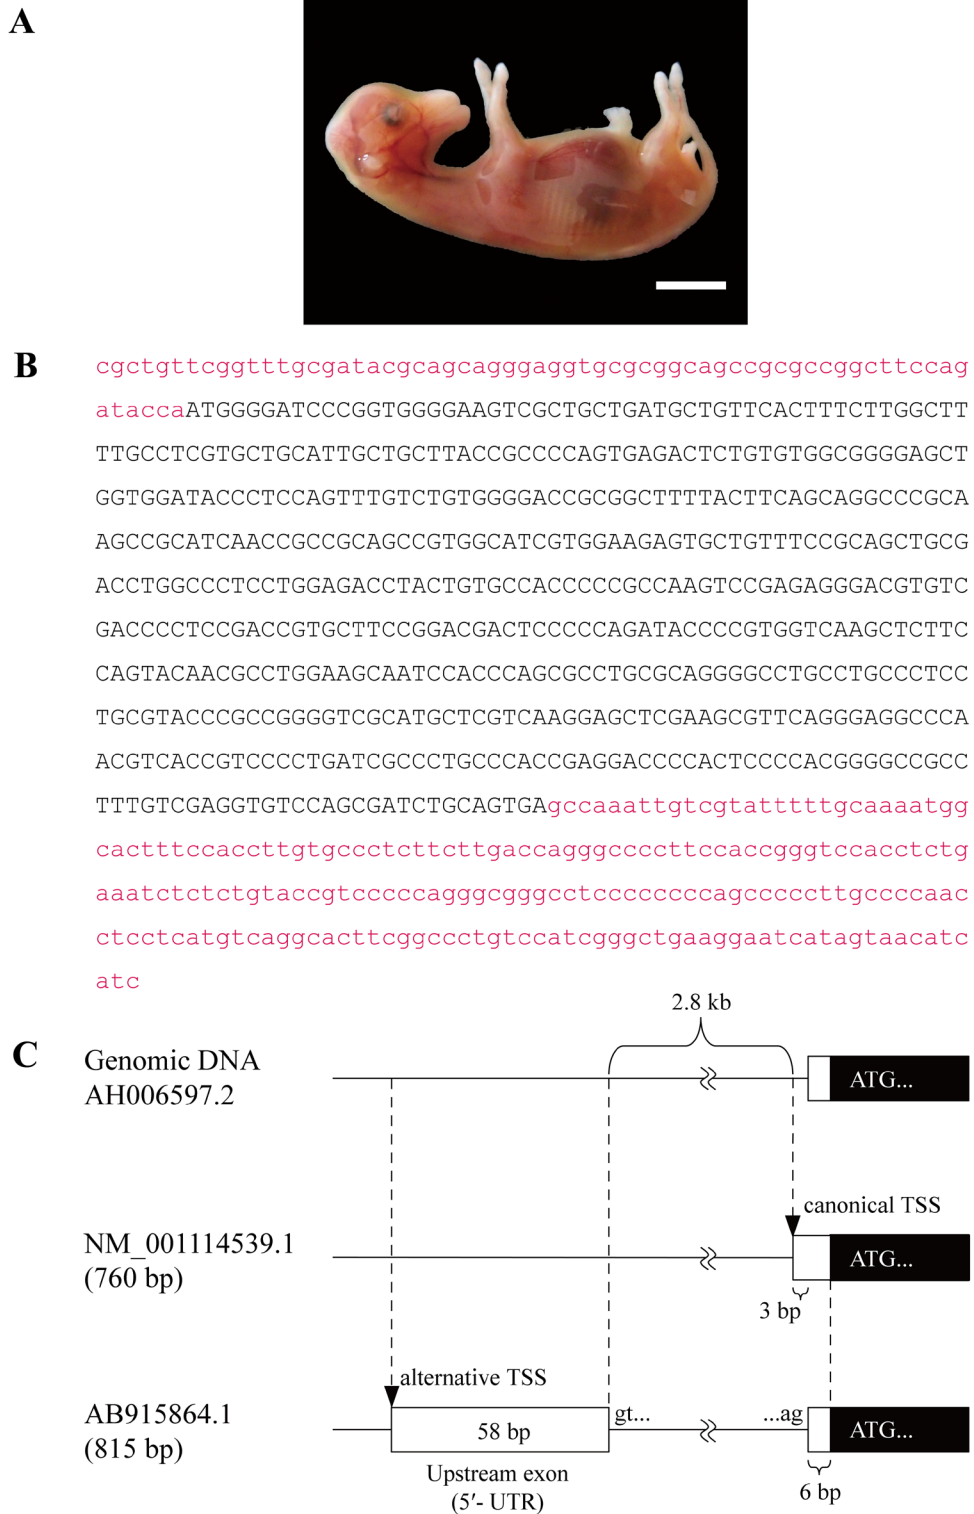 A
B
cgctgttcggtttgcgatacgcagcagggaggtgcgcggcagccgcgccggcttccag
ataccaATGGGGATCCCGGTGGGGAAGTCGCTGCTGATGCTGTTCACTTTCTTGGCTT
TTGCCTCGTGCTGCATTGCTGCTTACCGCCCCAGTGAGACTCTGTGTGGCGGGGAGCT
GGTGGATACCCTCCAGTTTGTCTGTGGGGACCGCGGCTTTTACTTCAGCAGGCCCGCA
AGCCGCATCAACCGCCGCAGCCGTGGCATCGTGGAAGAGTGCTGTTTCCGCAGCTGCG
ACCTGGCCCTCCTGGAGACCTACTGTGCCACCCCCGCCAAGTCCGAGAGGGACGTGTC
GACCCCTCCGACCGTGCTTCCGGACGACTCCCCCAGATACCCCGTGGTCAAGCTCTTC
CAGTACAACGCCTGGAAGCAATCCACCCAGCGCCTGCGCAGGGGCCTGCCTGCCCTCC
TGCGTACCCGCCGGGGTCGCATGCTCGTCAAGGAGCTCGAAGCGTTCAGGGAGGCCCA
ACGTCACCGTCCCCTGATCGCCCTGCCCACCGAGGACCCCACTCCCCACGGGGCCGCC
TTTGTCGAGGTGTCCAGCGATCTGCAGTGAgccaaattgtcgtatttttgcaaaatgg
cactttccaccttgtgccctcttcttgaccagggccccttccaccgggtccacctctg
aaatctctctgtaccgtcccccagggcgggcctccccccccagcccccttgccccaac
ctcctcatgtcaggcacttcggccctgtccatcgggctgaaggaatcatagtaacatc
atc
C
2.8 kb
Genomic DNA
AH006597.2
ATG...
canonical TSS
NM_001114539.1
(760 bp)
ATG...
3 bp
alternative TSS
AB915864.1
(815 bp)
58 bp
gt...
...ag
ATG...
Upstream exon
(5′- UTR)
6 bp